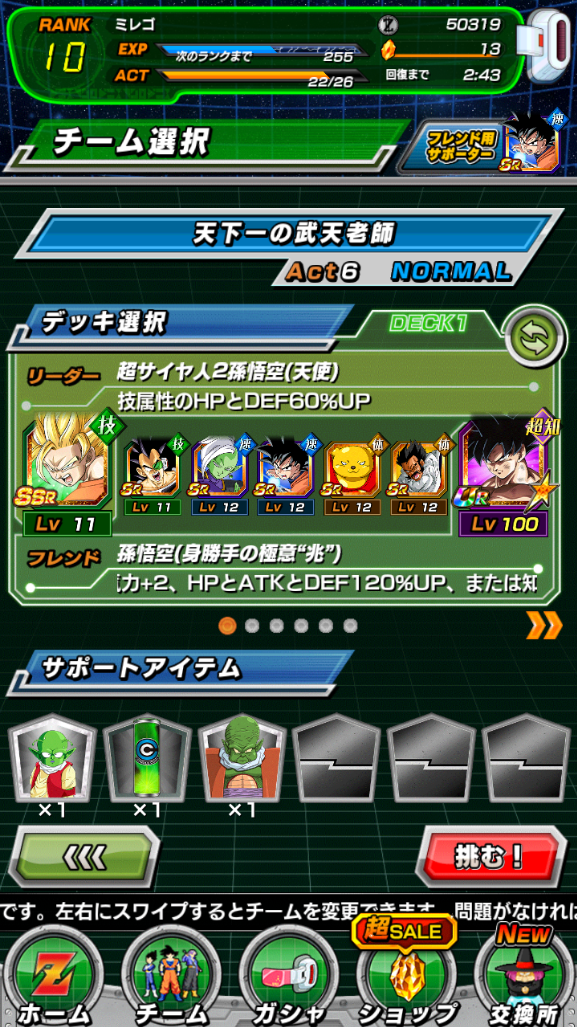 RANK ミレゴ 50319
10 EXP 次のランクまで 255 13
ACT 22/26 回復まで 2:43
チーム選択 フレンド用
サポーター 速 SR
天下一の武天老師
Act6 NORMAL
デッキ選択 DECK1
リーダー 超サイヤ人2孫悟空(天使)
技属性のHPとDEF60%UP
技 技 速 速 体 体 超知
SSR SR SR SR SR SR UR
Lv 11 Lv 11 Lv 12 Lv 12 Lv 12 Lv 12 Lv 100
フレンド 孫悟空(身勝手の極意“兆”)
力+2、HPとATKとDEF120%UP、または知
サポートアイテム
C
×1 ×1 ×1
挑む!
です。左右にスワイプするとチームを変更できます。問題がなければ
超SALE NEW
Z
ホーム チーム ガシャ ショップ 交換所